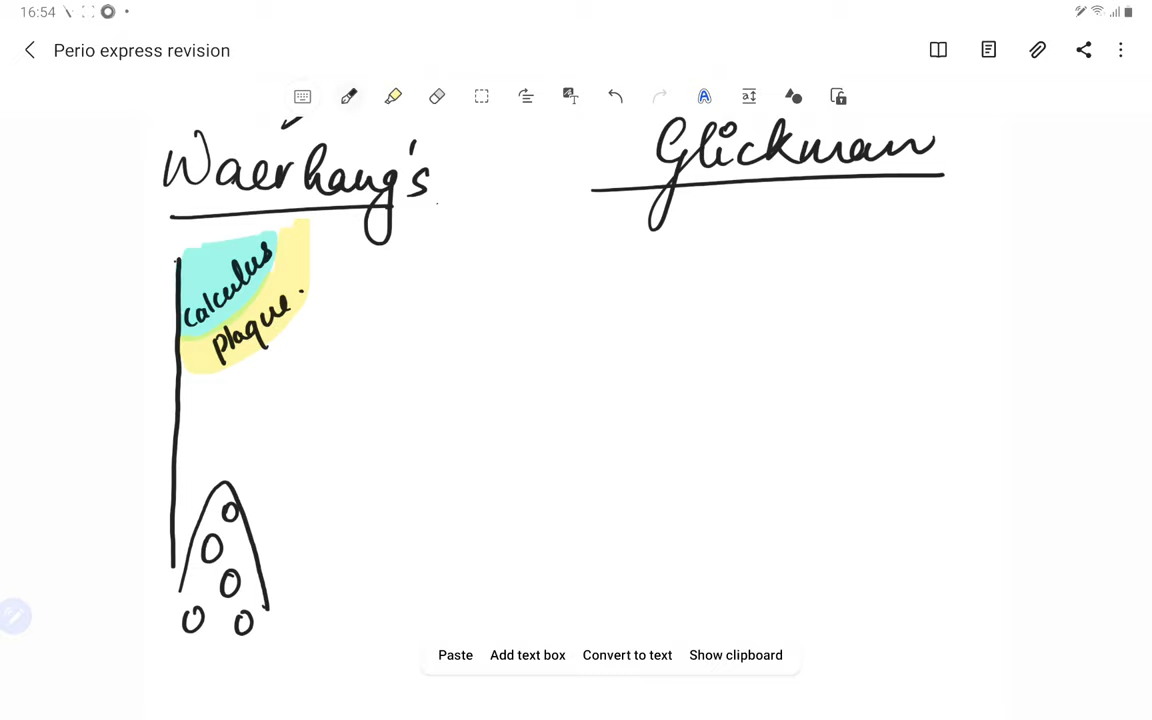 16:54
Perio express revision
Waerhaug's
Glickman
calculus
plaque.
Paste Add text box Convert to text Show clipboard